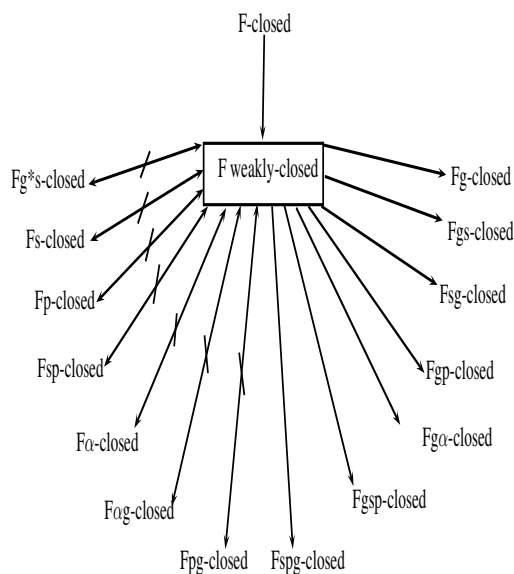 F-closed
F weakly-closed
Fg*s-closed
Fg-closed
Fs-closed
Fgs-closed
Fp-closed
Fsg-closed
Fsp-closed
Fgp-closed
Fα-closed
Fgα-closed
Fαg-closed
Fgsp-closed
Fpg-closed
Fspg-closed